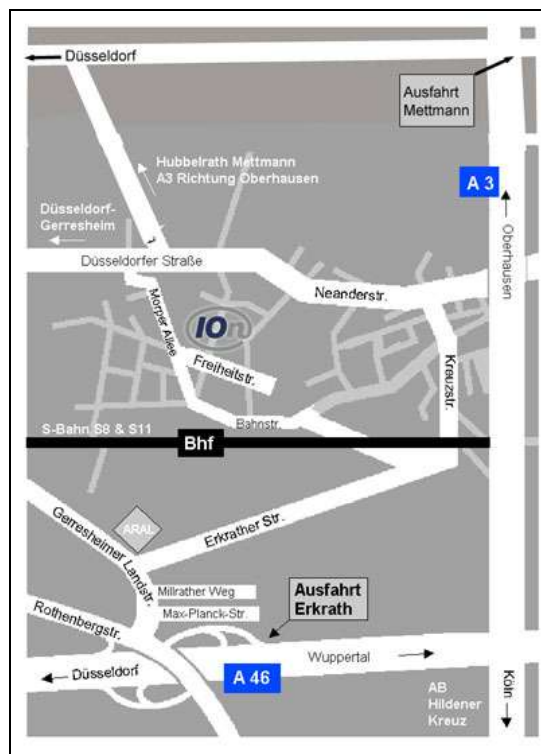 Düsseldorf
Ausfahrt
Mettmann
Hubbelrath Mettmann
A3 Richtung Oberhausen
A 3
Düsseldorf-
Gerresheim
Oberhausen
Düsseldorfer Straße
Neanderstr.
Morper Allee
IOn
Freiheitstr.
Kreuzstr.
Bahnstr.
S-Bahn S8 & S11
Bhf
ARAL
Erkrather Str.
Gerresheimer Landstr.
Millrather Weg
Max-Planck-Str.
Ausfahrt
Erkrath
Rothenbergstr.
Düsseldorf
A 46
Wuppertal
AB
Hildener
Kreuz
Köln